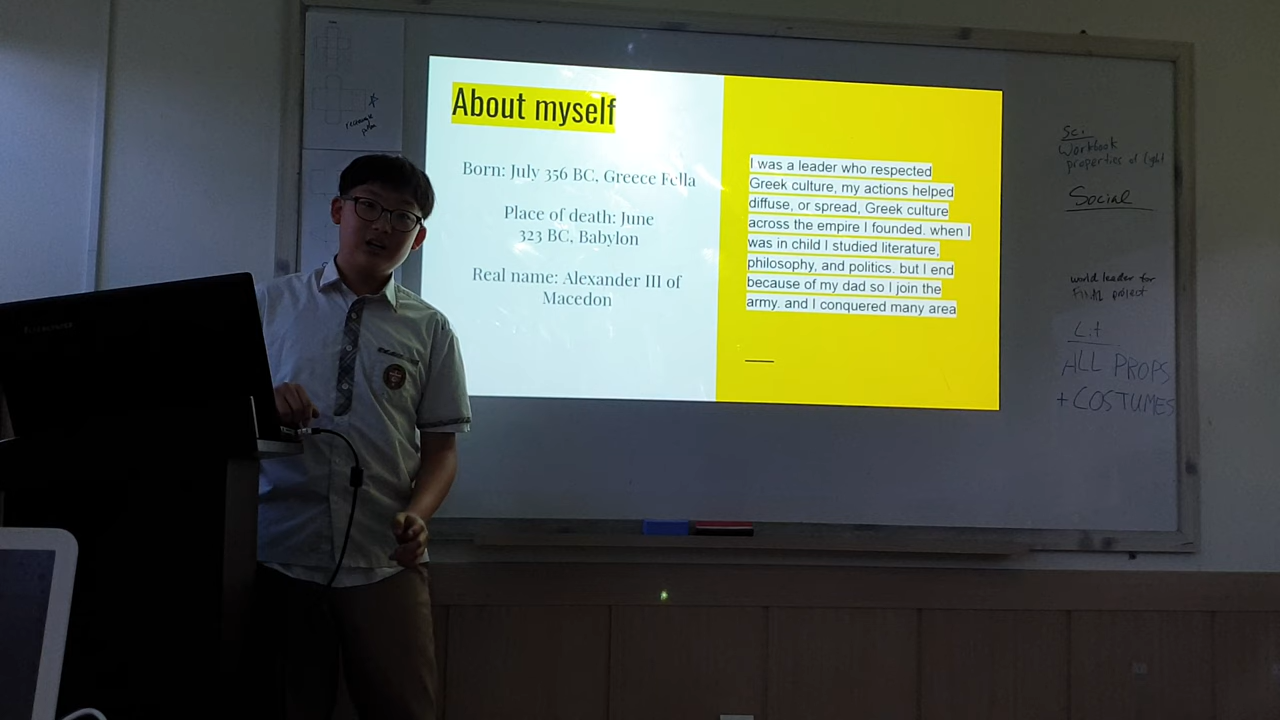 About myself
Born: July 356 BC, Greece Fella
Place of death: June
323 BC, Babylon
Real name: Alexander III of
Macedon
I was a leader who respected
Greek culture, my actions helped
diffuse, or spread, Greek culture
across the empire I founded. when I
was in child I studied literature,
philosophy, and politics. but I end
because of my dad so I join the
army. and I conquered many area
Sci
Workbook
properties of light
Social
world leader for
FINAL project
Lit
ALL PROPS
+ COSTUMES